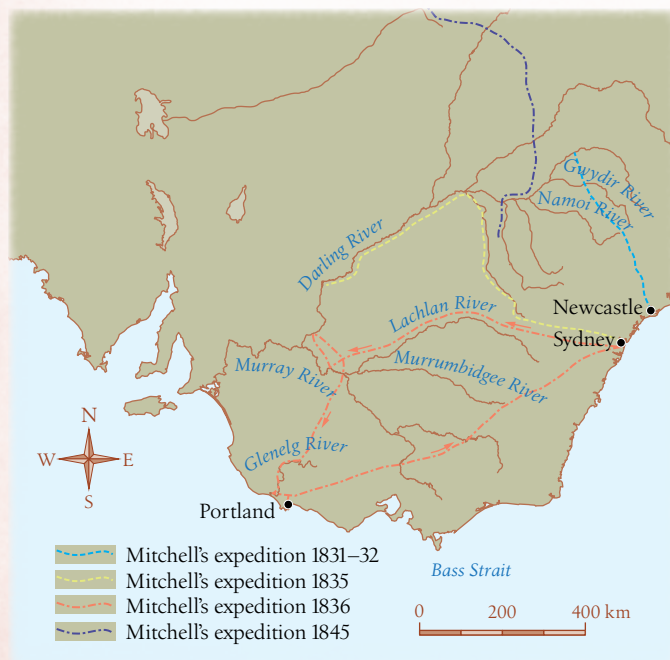 Gwydir River
Namoi River
Darling River
Newcastle
Lachlan River
Sydney
Murrumbidgee River
Murray River
N
W
E
S
Glenelg River
Portland
Mitchell's expedition 1831–32
Mitchell's expedition 1835
Mitchell's expedition 1836
Mitchell's expedition 1845
Bass Strait
0 200 400 km